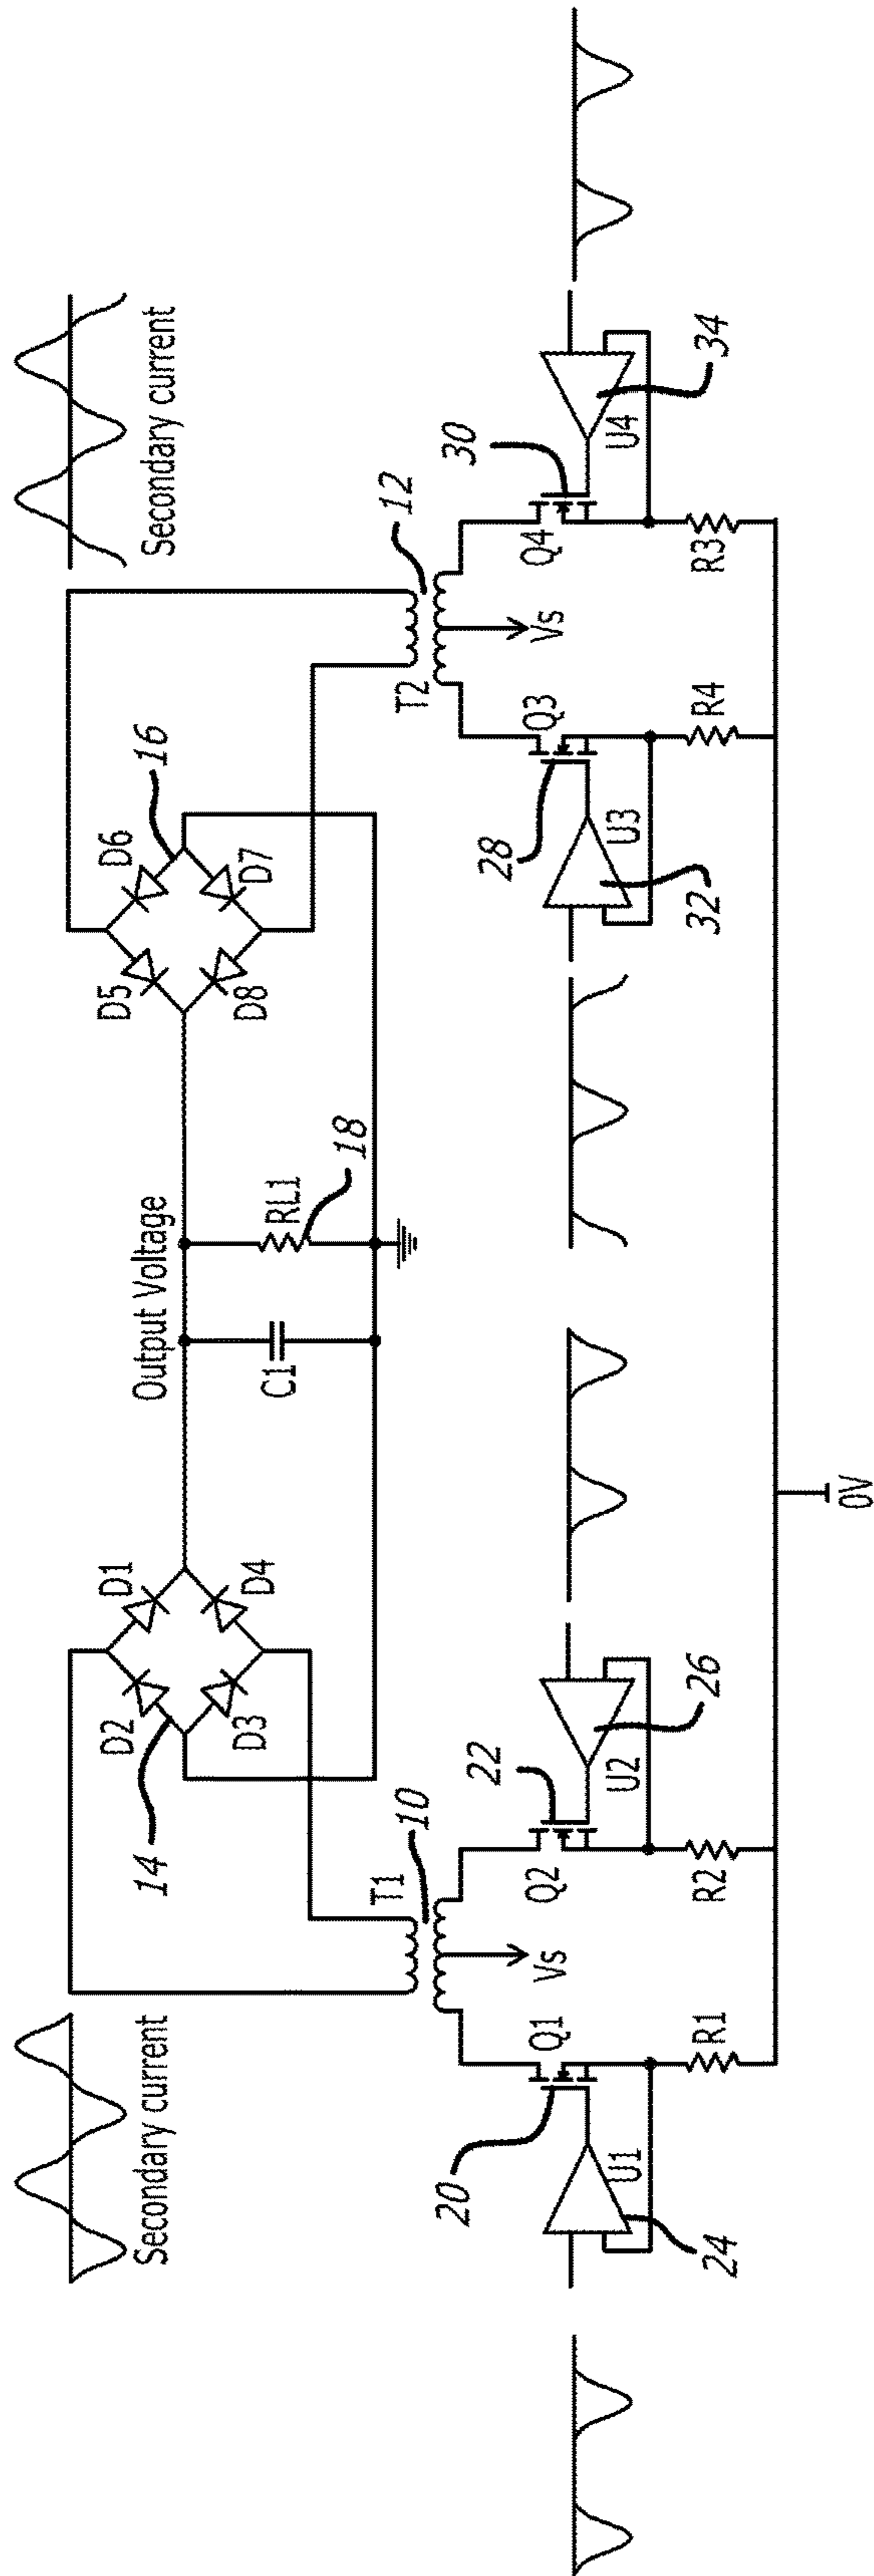 Secondary current
Secondary current
Output Voltage
14
D2
D1
D3
D4
C1
RL1
18
D5
D6
D8
D7
16
T1
10
T2
12
20
Q1
Vs
Q2
22
28
Q3
Vs
Q4
30
U1
24
R1
R2
U2
26
32
U3
R4
R3
U4
34
0V